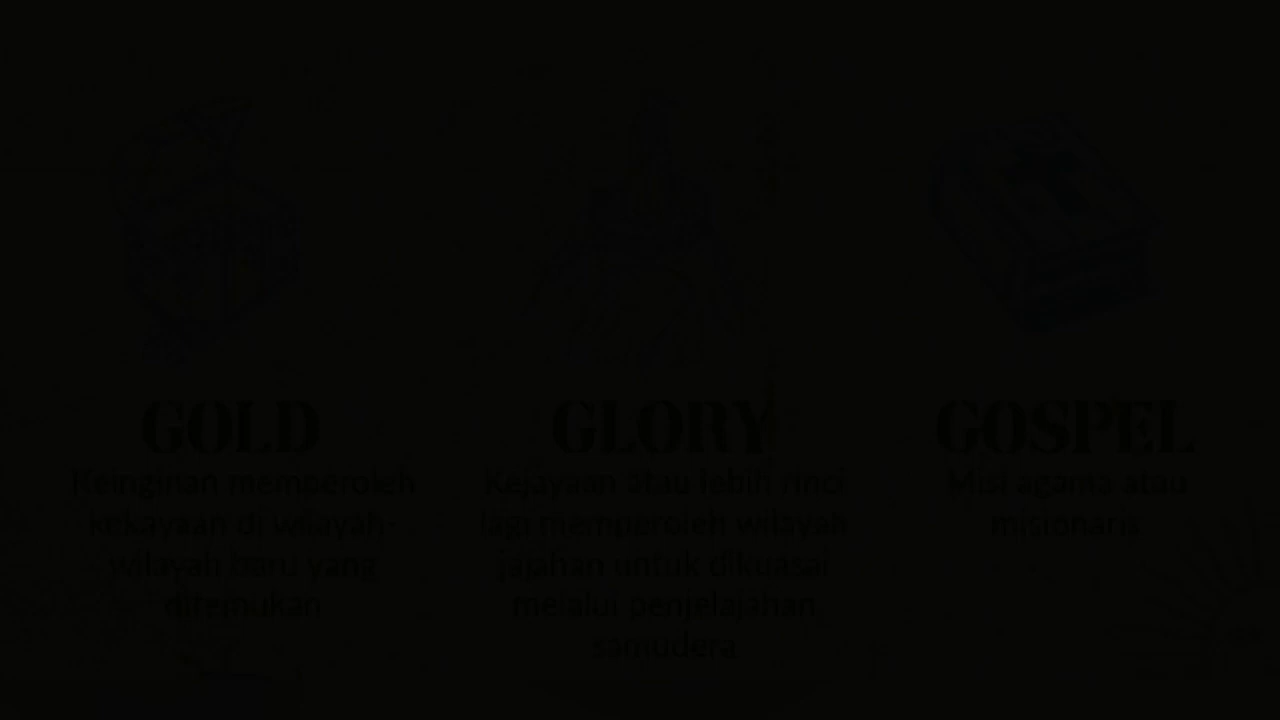 GOLD
Keinginan memperoleh
kekayaan di wilayah-
wilayah baru yang
ditemukan
GLORY
Kejayaan atau lebih rinci
lagi memperoleh wilayah
jajahan untuk dikuasai
melalui penjelajahan
samudera
GOSPEL
Misi agama atau
misionaris